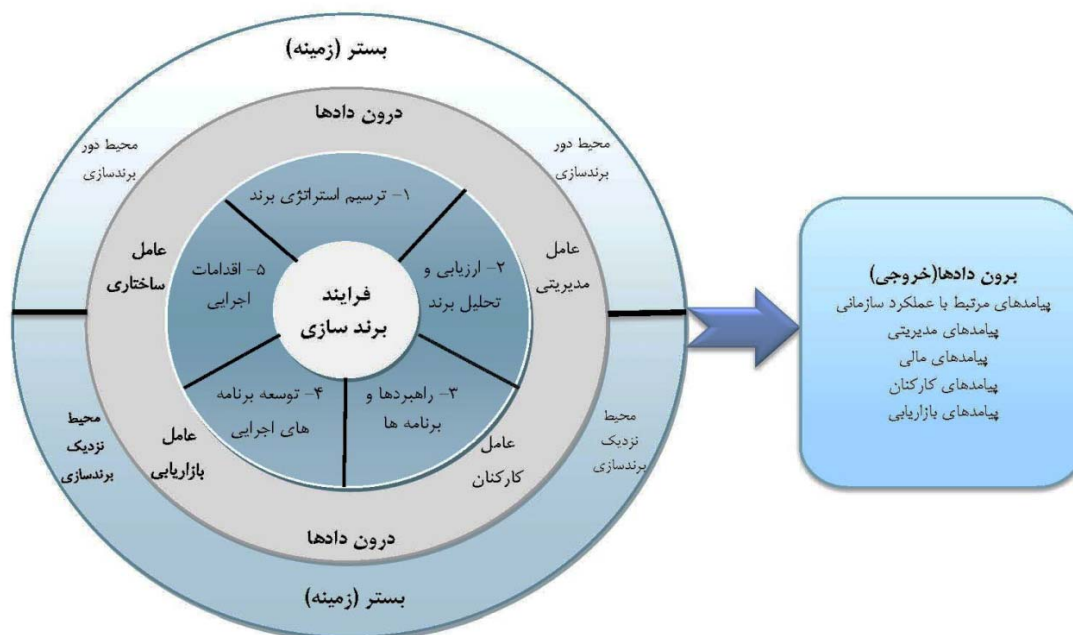 بستر (زمینه)
درون دادها
محیط دور
برندسازی
محیط دور
برندسازی
۱- ترسیم استراتژی برند
عامل
مدیریتی
عامل
ساختاری
۲- ارزیابی و
تحلیل برند
۵- اقدامات
اجرایی
فرایند
برند سازی
۳- راهبردها و
برنامه ها
۴- توسعه برنامه
های اجرایی
محیط
نزدیک
برندسازی
محیط
نزدیک
برندسازی
عامل
کارکنان
عامل
بازاریابی
درون دادها
بستر (زمینه)
برون دادها(خروجی)
پیامدهای مرتبط با عملکرد سازمانی
پیامدهای مدیریتی
پیامدهای مالی
پیامدهای کارکنان
پیامدهای بازاریابی